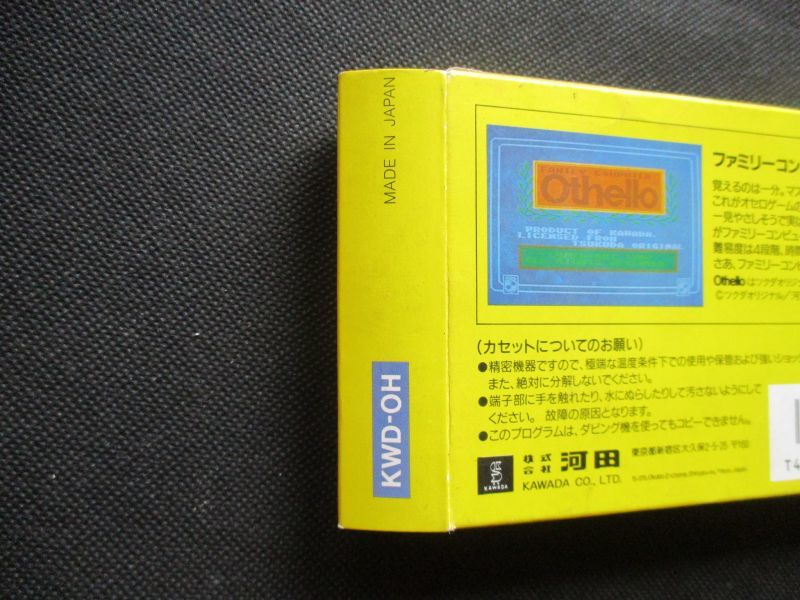 MADE IN JAPAN
KWD-OH
FAMILY COMPUTER
Othello
PRODUCT OF KAWADA.
LICENSED FROM
TSUKUDA ORIGINAL
ファミリーコン
覚えるのは一分。マス
これがオセロゲームの
一見やさしそうで実は
がファミリーコンピュ
難易度は4段階、時間
さあ、ファミリーコンピ
Othelloはツクダオリジ
©ツクダオリジナル/河
(カセットについてのお願い)
●精密機器ですので、極端な温度条件下での使用や保管および強いショッ
また、絶対に分解しないでください。
●端子部に手を触れたり、水にぬらしたりして汚さないようにして
ください。故障の原因となります。
●このプログラムは、ダビング機を使ってもコピーできません。
KAWADA
株式会社 河田
東京都新宿区大久保2-5-25 〒160
KAWADA CO., LTD.
T4